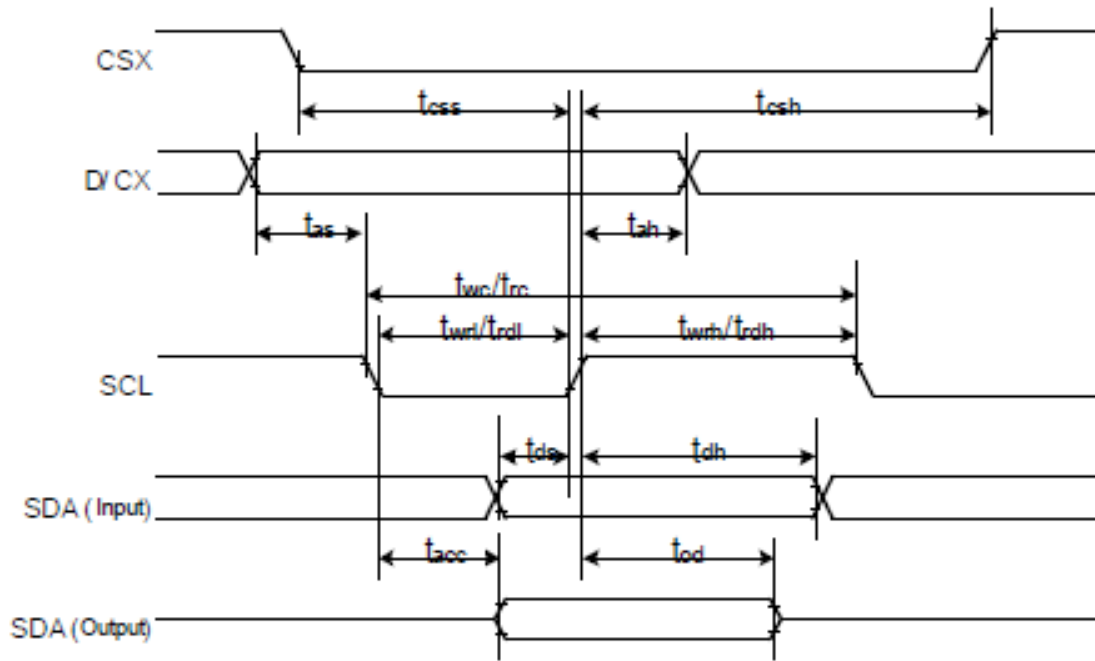 CSX
tcss
tcsh
D/ CX
tas
tah
twc/trc
twrl/trdl
twrh/trdh
SCL
tds
tdh
SDA ( Input)
tacc
tod
SDA (Output)